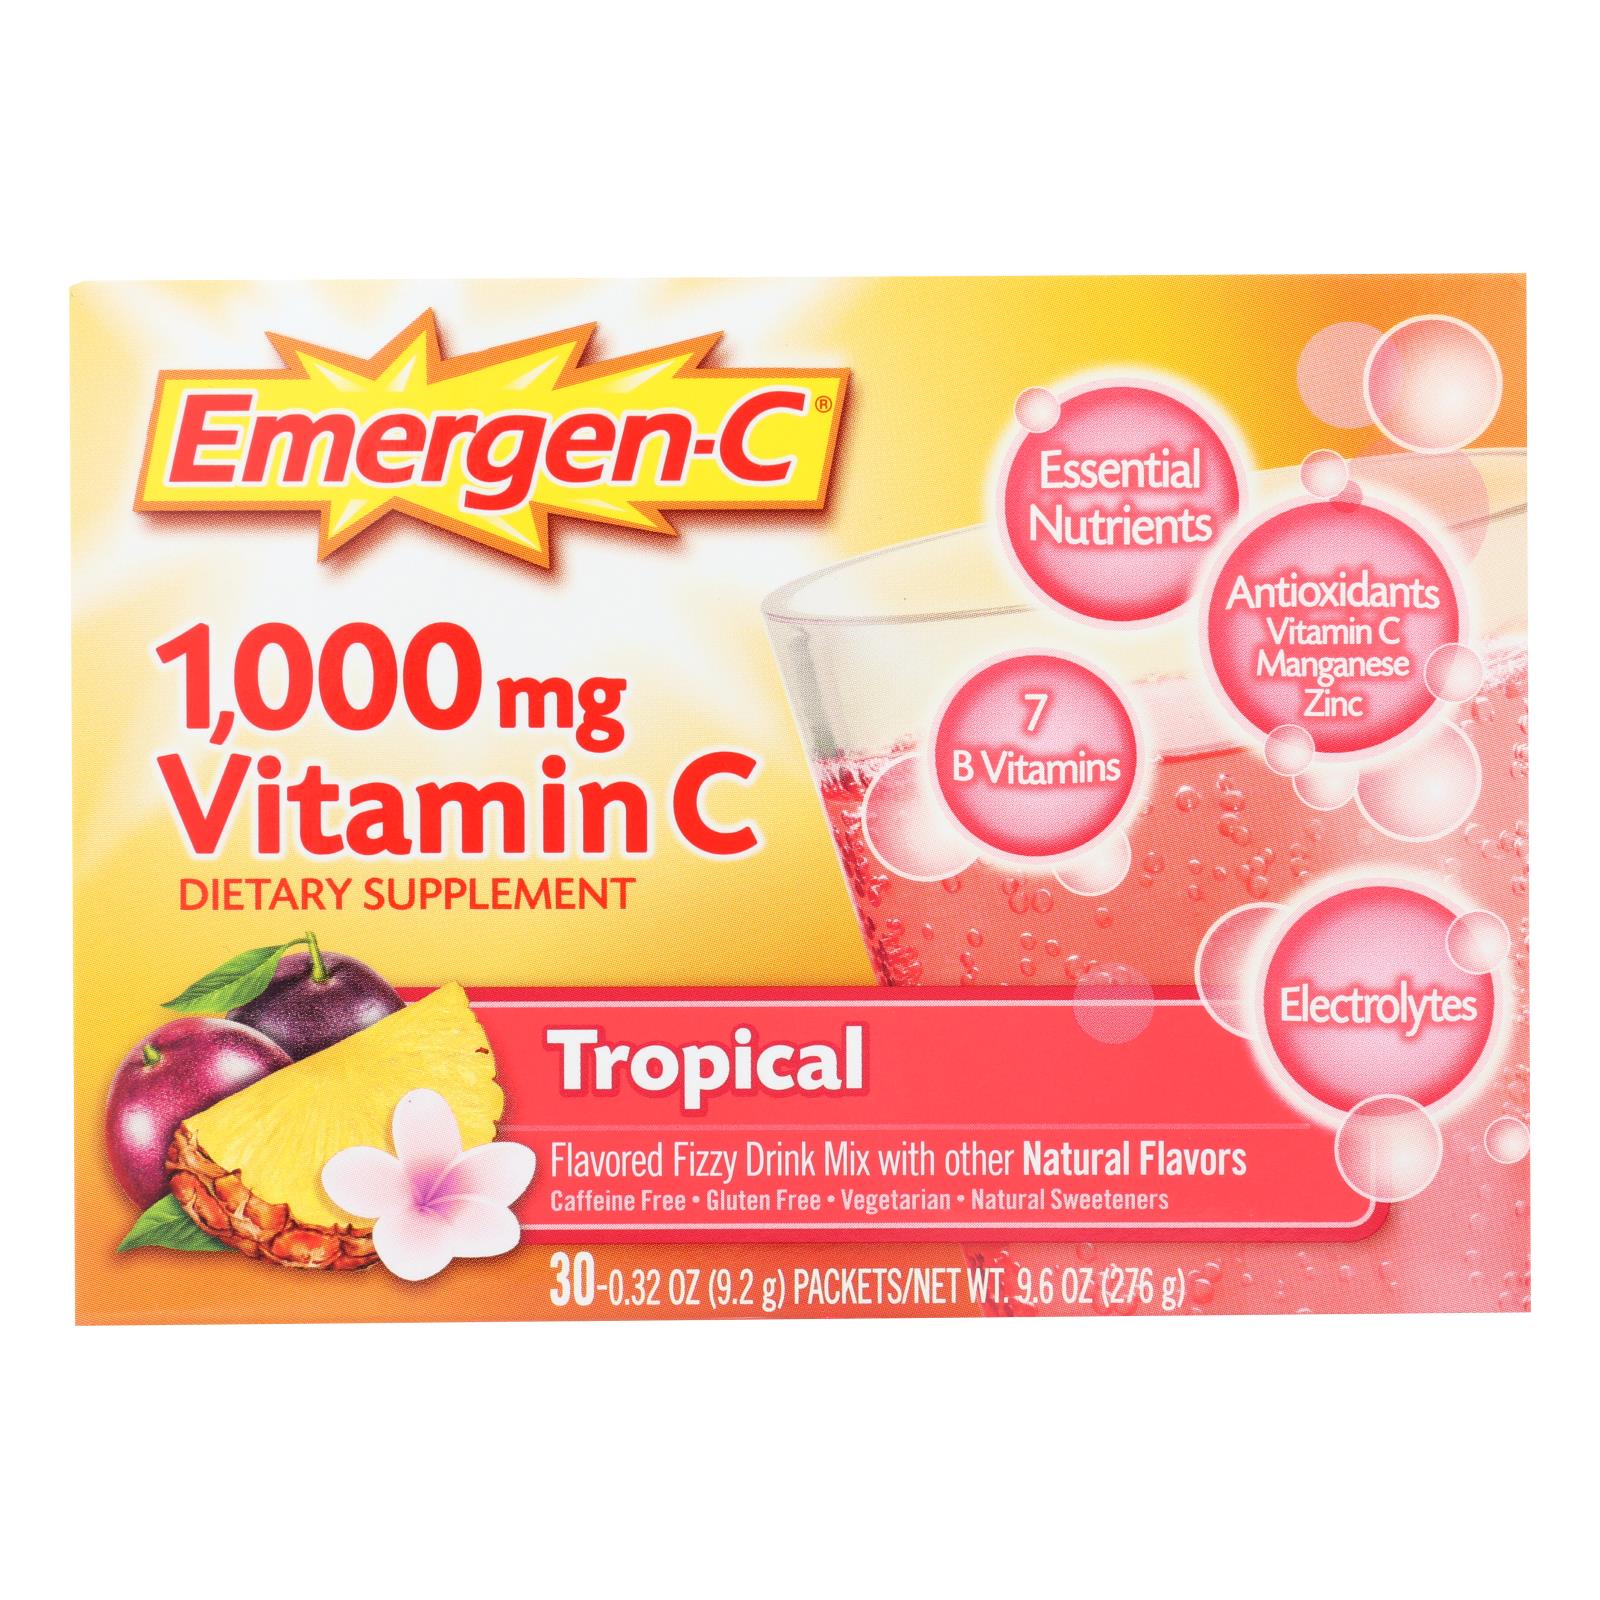 Emergen-C®
1,000 mg
Vitamin C
DIETARY SUPPLEMENT
Essential
Nutrients
Antioxidants
Vitamin C
Manganese
Zinc
7
B Vitamins
Electrolytes
Tropical
Flavored Fizzy Drink Mix with other Natural Flavors
Caffeine Free • Gluten Free • Vegetarian • Natural Sweeteners
30-0.32 OZ (9.2 g) PACKETS/NET WT. 9.6 OZ (276 g)